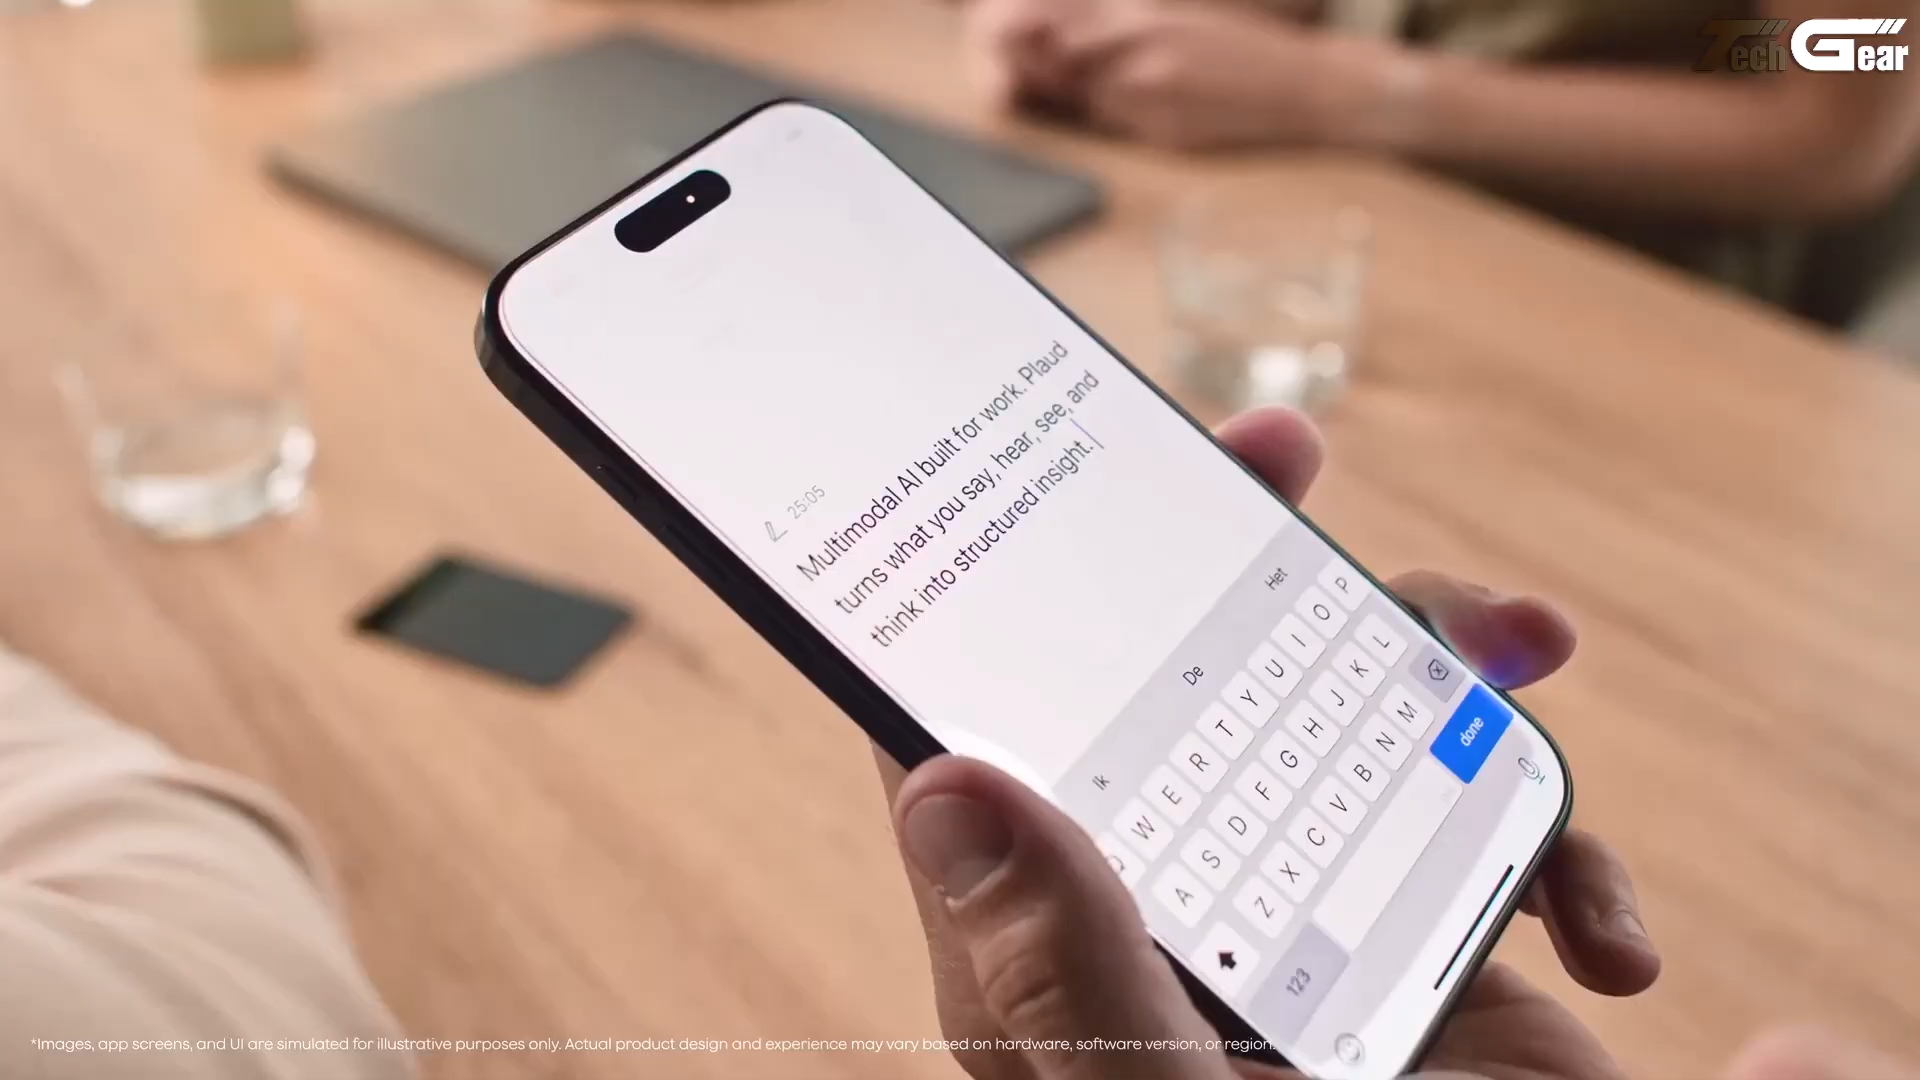 Tech Gear
25:05
Multimodal AI built for work. Plaud
turns what you say, hear, see, and
think into structured insight.
Ik De Het
Q W E R T Y U I O P
A S D F G H J K L
Z X C V B N M
123 done
*Images, app screens, and UI are simulated for illustrative purposes only. Actual product design and experience may vary based on hardware, software version, or region.